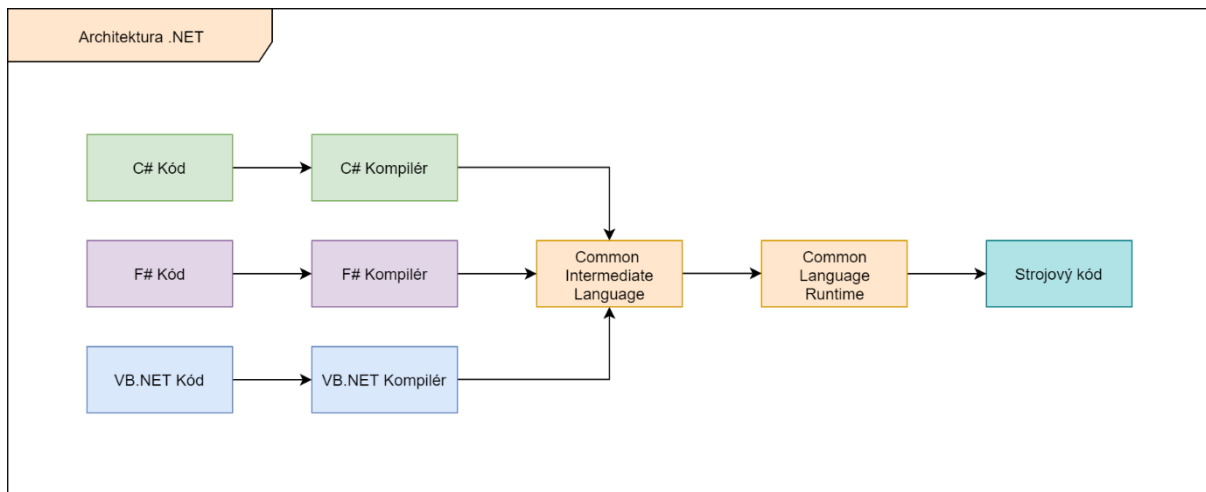 Architektura .NET
C# Kód
C# Kompilér
F# Kód
F# Kompilér
Common
Intermediate
Language
Common
Language
Runtime
Strojový kód
VB.NET Kód
VB.NET Kompilér